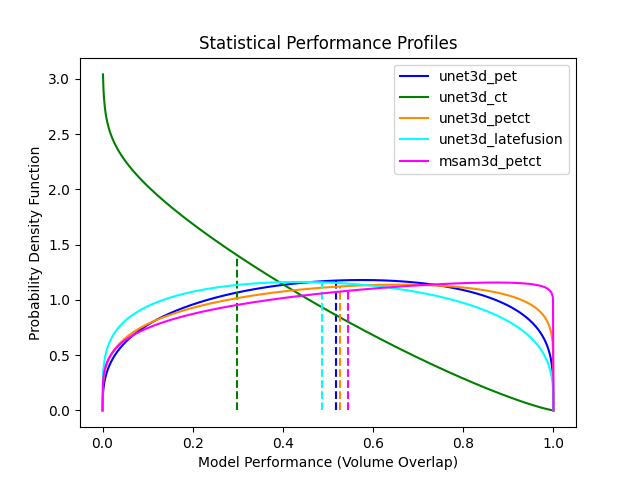 Statistical Performance Profiles
unet3d_pet
unet3d_ct
unet3d_petct
unet3d_latefusion
msam3d_petct
Probability Density Function
3.0
2.5
2.0
1.5
1.0
0.5
0.0
0.0 0.2 0.4 0.6 0.8 1.0
Model Performance (Volume Overlap)